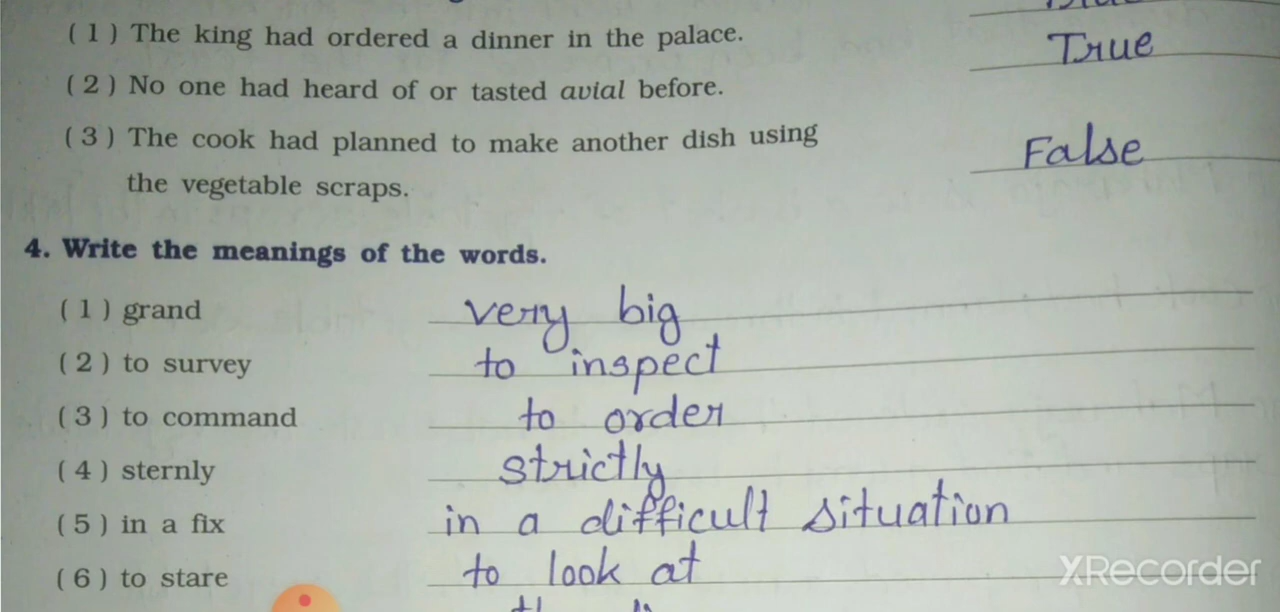 (1) The king had ordered a dinner in the palace.
True
(2) No one had heard of or tasted avial before.
(3) The cook had planned to make another dish using
False
the vegetable scraps.
4. Write the meanings of the words.
(1) grand very big
(2) to survey to inspect
(3) to command to order
(4) sternly strictly
(5) in a fix in a difficult situation
(6) to stare to look at
XRecorder